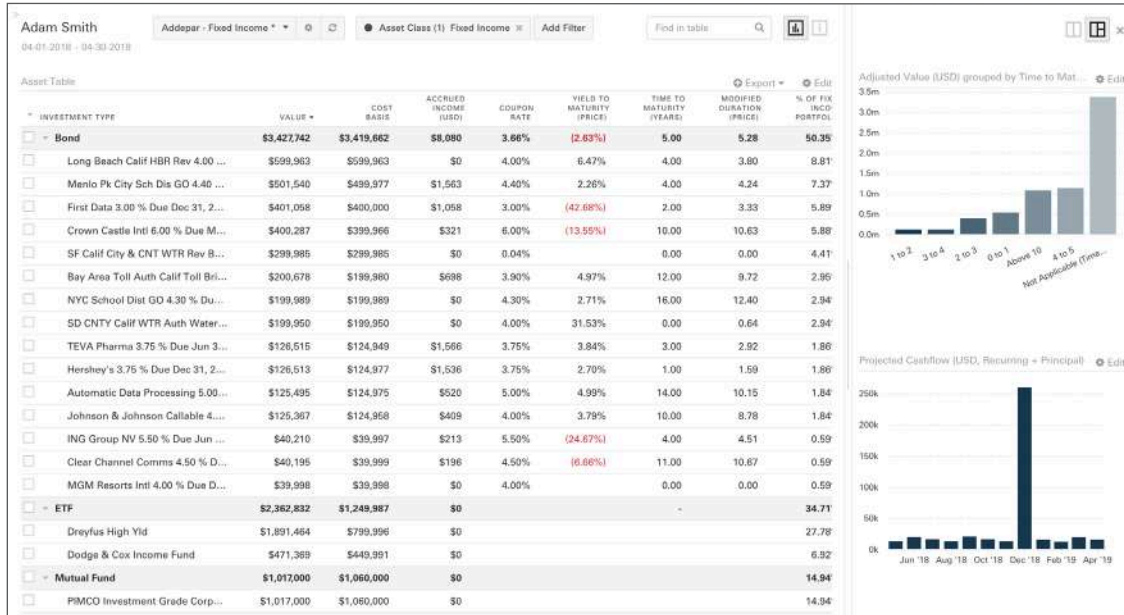 Adam Smith
Addepar - Fixed Income * Asset Class (1) Fixed Income × Add Filter Find in table
04-01-2018 - 04-30-2018
Asset Table Export Edit
INVESTMENT TYPE VALUE COST BASIS ACCRUED INCOME (USD) COUPON RATE YIELD TO MATURITY (PRICE) TIME TO MATURITY (YEARS) MODIFIED DURATION (PRICE) % OF FIX INCO PORTFOL
Bond $3,427,742 $3,419,662 $8,080 3.66% (2.63%) 5.00 5.28 50.35
Long Beach Calif HBR Rev 4.00 ... $599,963 $599,963 $0 4.00% 6.47% 4.00 3.80 8.81
Menlo Pk City Sch Dis GO 4.40 ... $501,540 $499,977 $1,563 4.40% 2.26% 4.00 4.24 7.37
First Data 3.00 % Due Dec 31, 2... $401,058 $400,000 $1,058 3.00% (42.68%) 2.00 3.33 5.89
Crown Castle Intl 6.00 % Due M... $400,287 $399,966 $321 6.00% (13.55%) 10.00 10.63 5.88
SF Calif City & CNT WTR Rev B... $299,985 $299,985 $0 0.04% 0.00 0.00 4.41
Bay Area Toll Auth Calif Toll Bri... $200,678 $199,980 $698 3.90% 4.97% 12.00 9.72 2.95
NYC School Dist GO 4.30 % Du... $199,989 $199,989 $0 4.30% 2.71% 16.00 12.40 2.94
SD CNTY Calif WTR Auth Water... $199,950 $199,950 $0 4.00% 31.53% 0.00 0.64 2.94
TEVA Pharma 3.75 % Due Jun 3... $126,515 $124,949 $1,566 3.75% 3.84% 3.00 2.92 1.86
Hershey's 3.75 % Due Dec 31, 2... $126,513 $124,977 $1,536 3.75% 2.70% 1.00 1.59 1.86
Automatic Data Processing 5.00... $125,495 $124,975 $520 5.00% 4.99% 14.00 10.15 1.84
Johnson & Johnson Callable 4.... $125,367 $124,958 $409 4.00% 3.79% 10.00 8.78 1.84
ING Group NV 5.50 % Due Jun ... $40,210 $39,997 $213 5.50% (24.67%) 4.00 4.51 0.59
Clear Channel Comms 4.50 % D... $40,195 $39,999 $196 4.50% (6.66%) 11.00 10.67 0.59
MGM Resorts Intl 4.00 % Due D... $39,998 $39,998 $0 4.00% 0.00 0.00 0.59
ETF $2,362,832 $1,249,987 $0 - 34.71
Dreyfus High Yld $1,891,464 $799,996 $0 27.78
Dodge & Cox Income Fund $471,369 $449,991 $0 6.92
Mutual Fund $1,017,000 $1,060,000 $0 14.94
PIMCO Investment Grade Corp... $1,017,000 $1,060,000 $0 14.94
Adjusted Value (USD) grouped by Time to Mat... Edit
3.5m
3.0m
2.5m
2.0m
1.5m
1.0m
0.5m
0.0m
1 to 2 3 to 4 2 to 3 0 to 1 Above 10 4 to 5 Not Applicable (Time...
Projected Cashflow (USD, Recurring + Principal) Edit
250k
200k
150k
100k
50k
0k
Jun '18 Aug '18 Oct '18 Dec '18 Feb '19 Apr '19